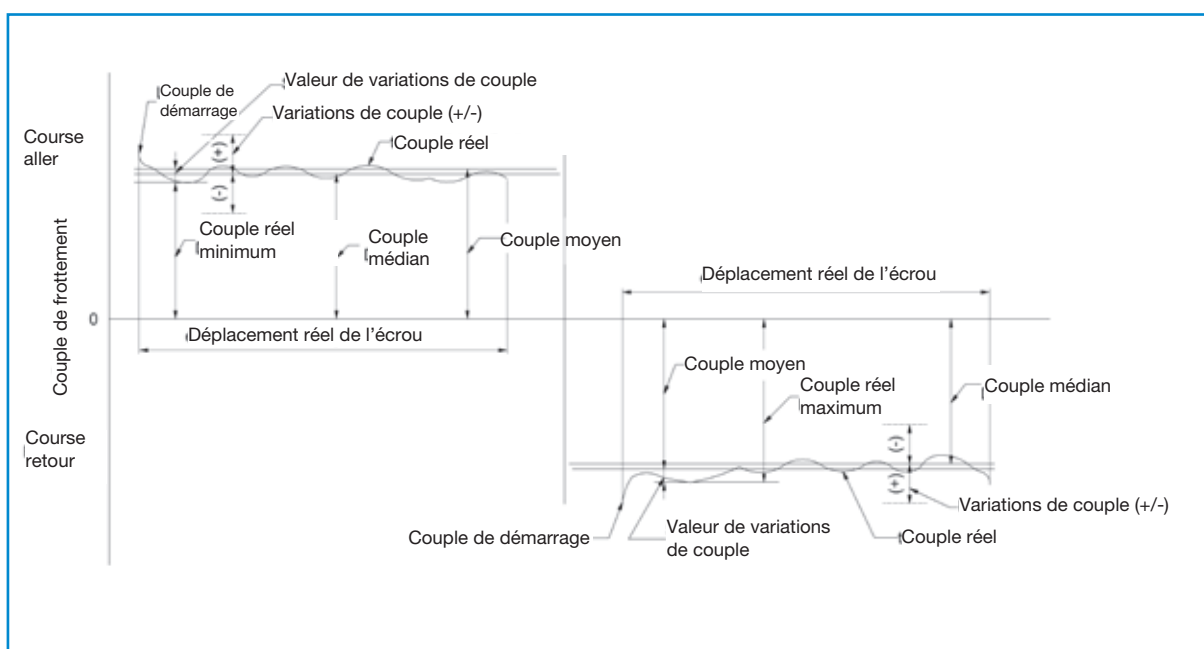 Couple de
démarrage
Valeur de variations de couple
Variations de couple (+/-)
Course
aller
(+)
Couple réel
(-)
Couple réel
minimum
Couple
médian
Couple moyen
Couple de frottement
0
Déplacement réel de l’écrou
Déplacement réel de l’écrou
Couple moyen
Couple réel
maximum
Couple médian
Course
retour
(-)
(+)
Variations de couple (+/-)
Couple de démarrage
Valeur de variations
de couple
Couple réel